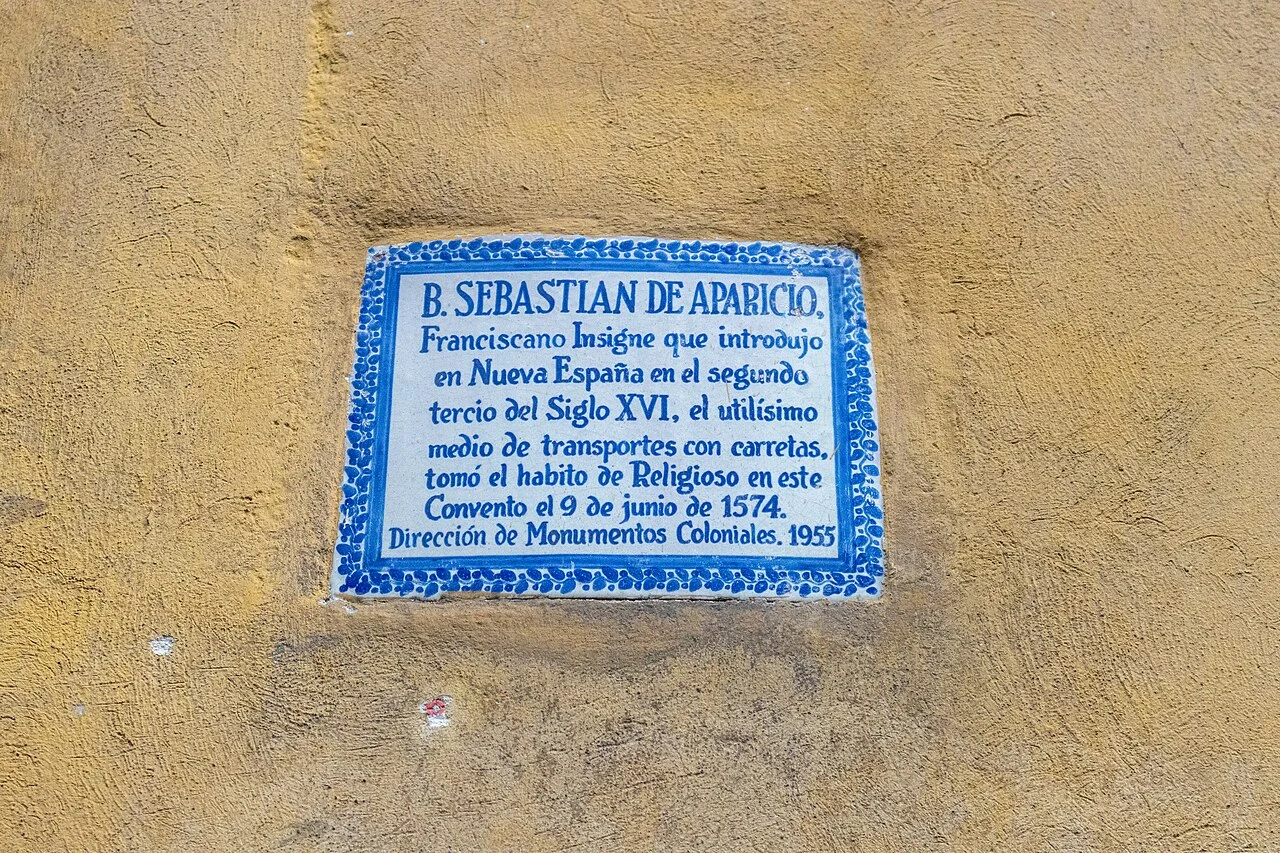 B. SEBASTIAN DE APARICIO,
Franciscano Insigne que introdujo
en Nueva España en el segundo
tercio del Siglo XVI, el utilísimo
medio de transportes con carretas,
tomó el habito de Religioso en este
Convento el 9 de junio de 1574.
Dirección de Monumentos Coloniales. 1955